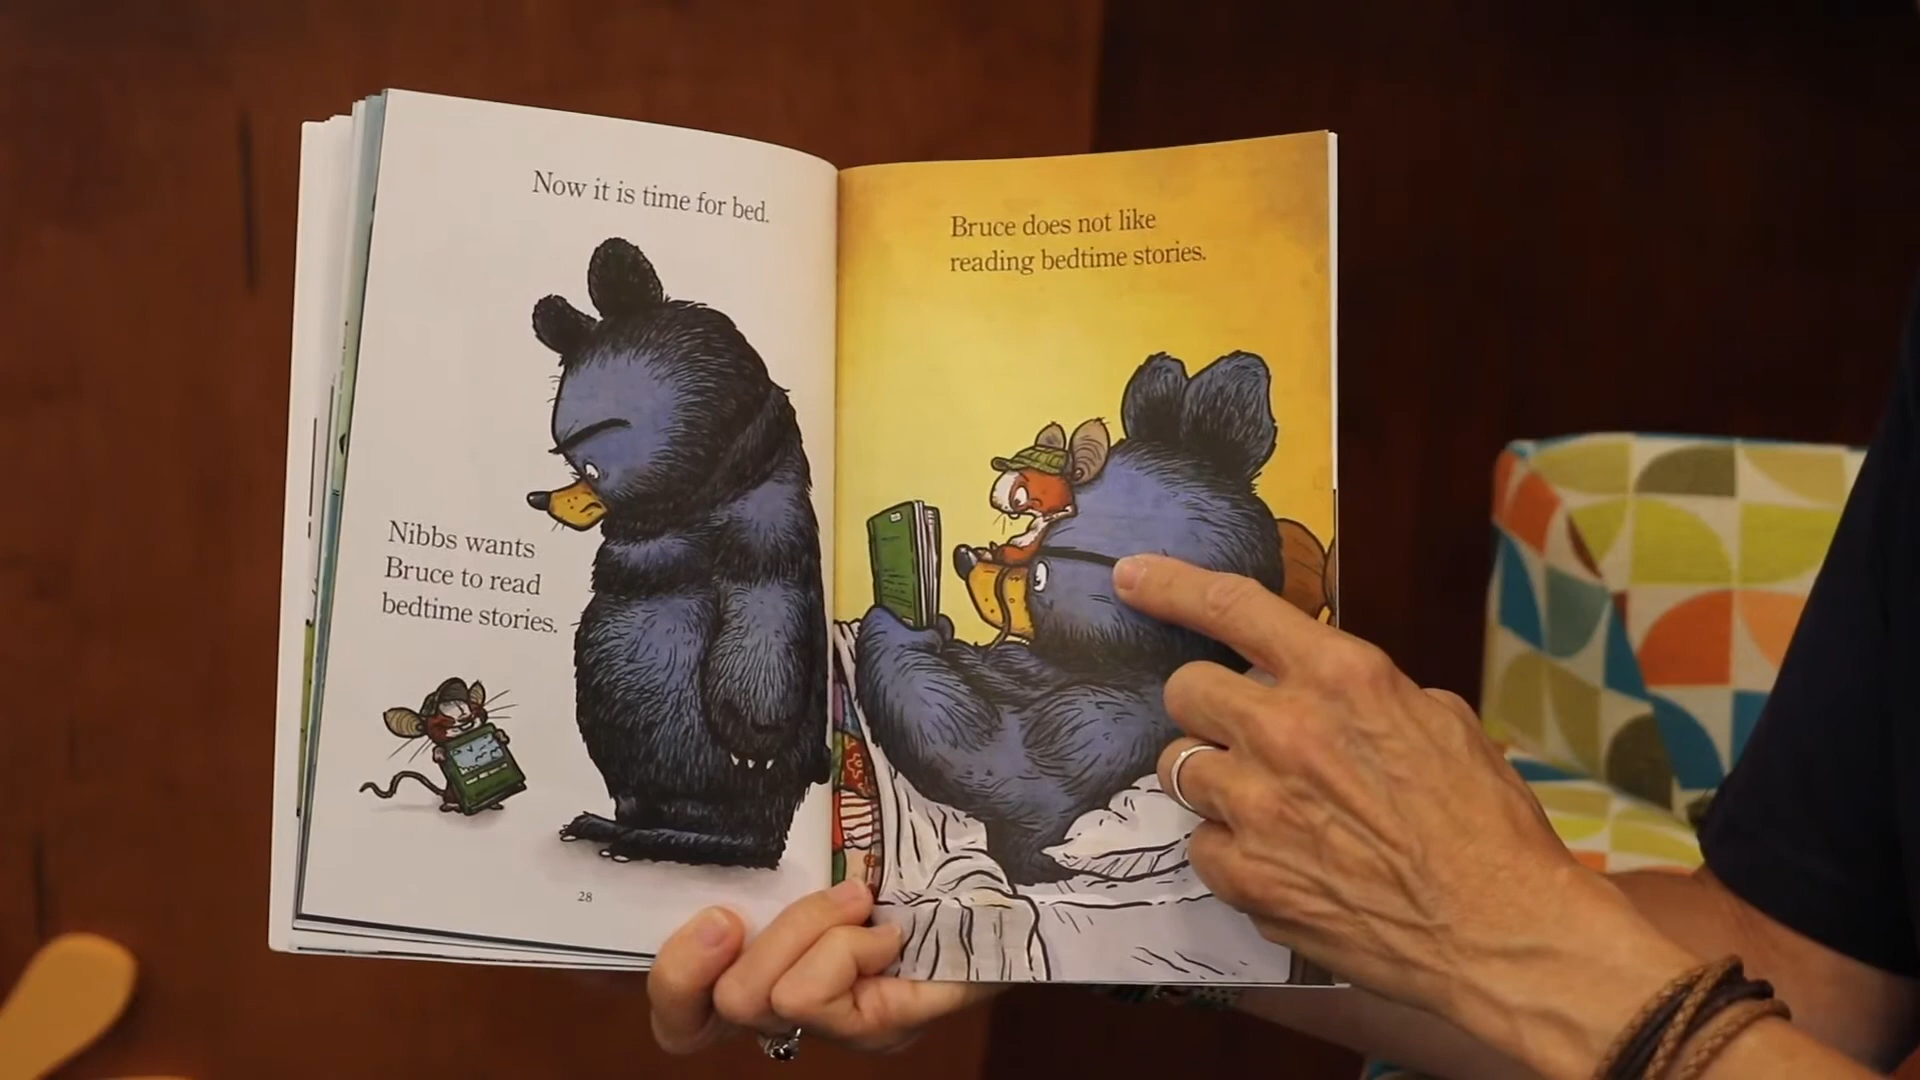 Now it is time for bed.
Nibbs wants
Bruce to read
bedtime stories.
28
Bruce does not like
reading bedtime stories.